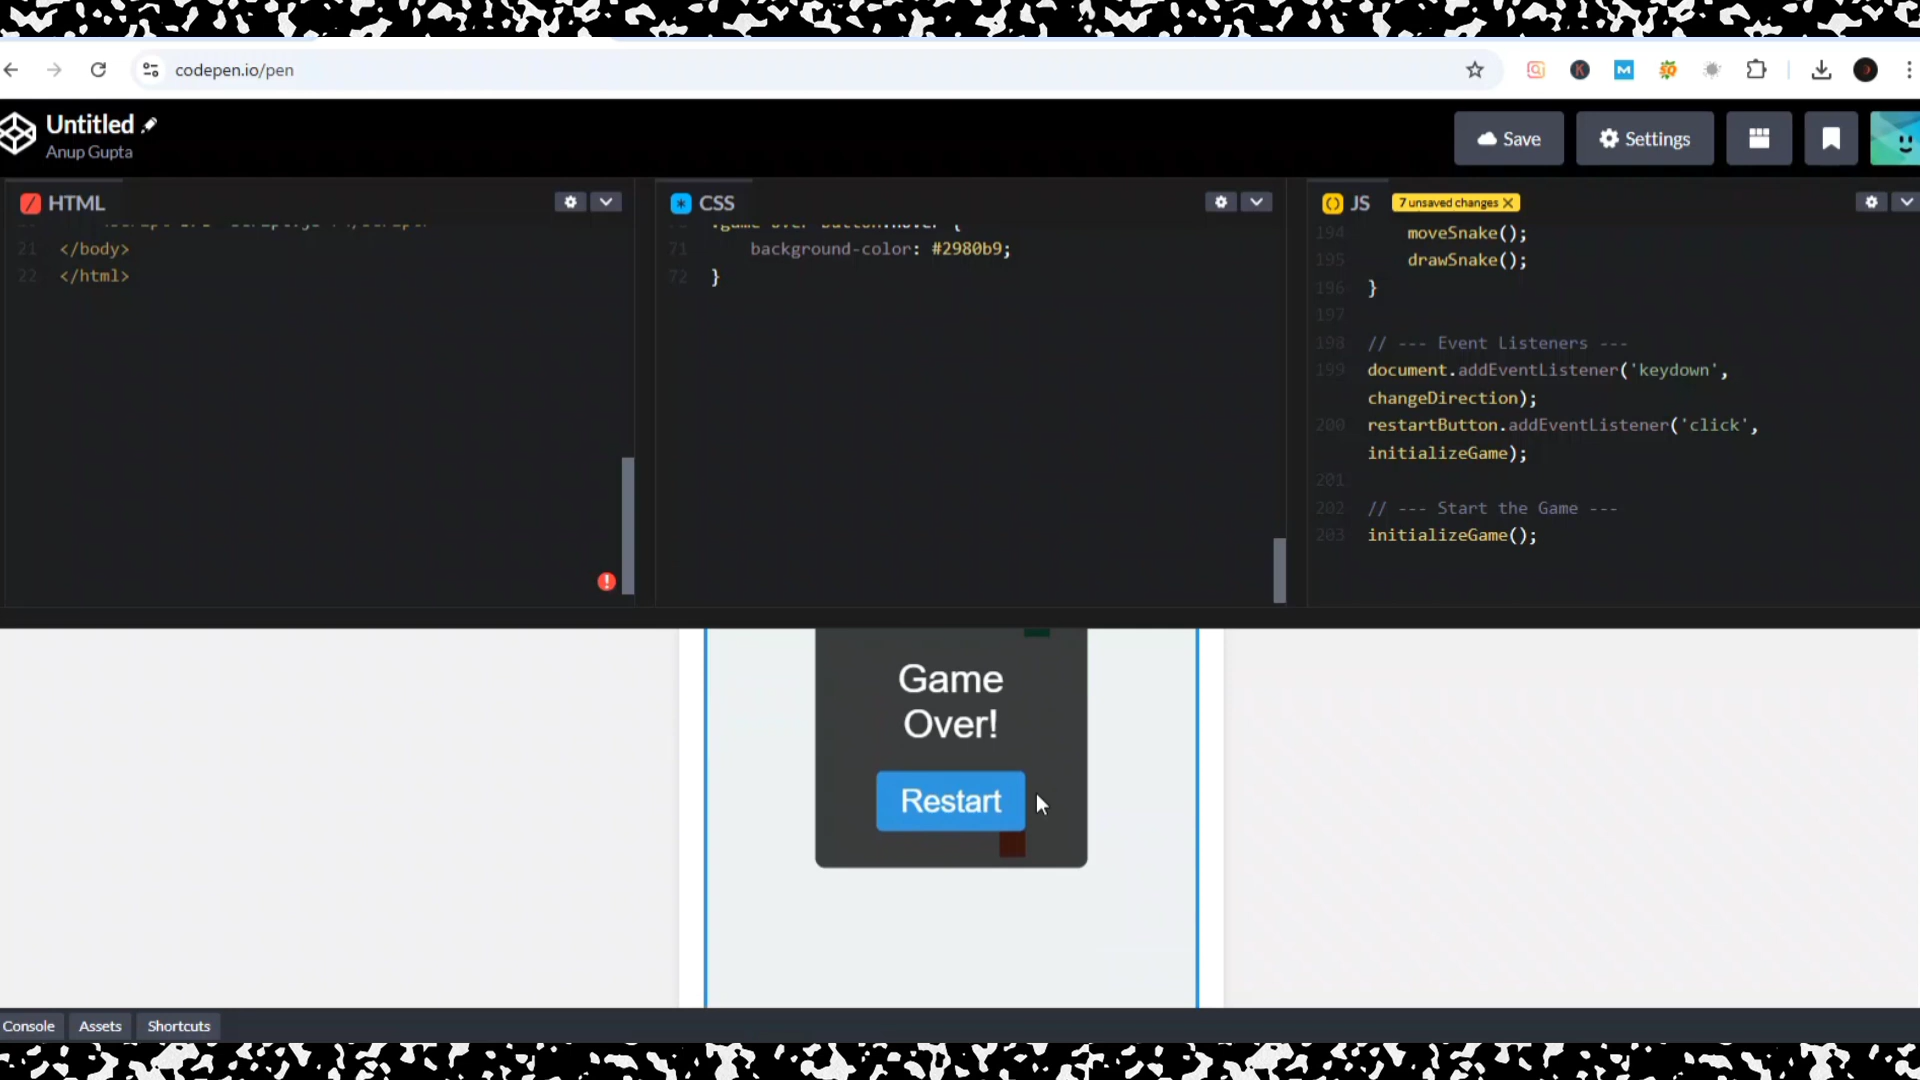 codepen.io/pen
Untitled
Anup Gupta
Save
Settings
HTML
21 </body>
22 </html>
CSS
71 background-color: #2980b9;
72 }
JS
7 unsaved changes
194 moveSnake();
195 drawSnake();
196 }
197
198 // --- Event Listeners ---
199 document.addEventListener('keydown',
changeDirection);
200 restartButton.addEventListener('click',
initializeGame);
201
202 // --- Start the Game ---
203 initializeGame();
Game
Over!
Restart
Console
Assets
Shortcuts